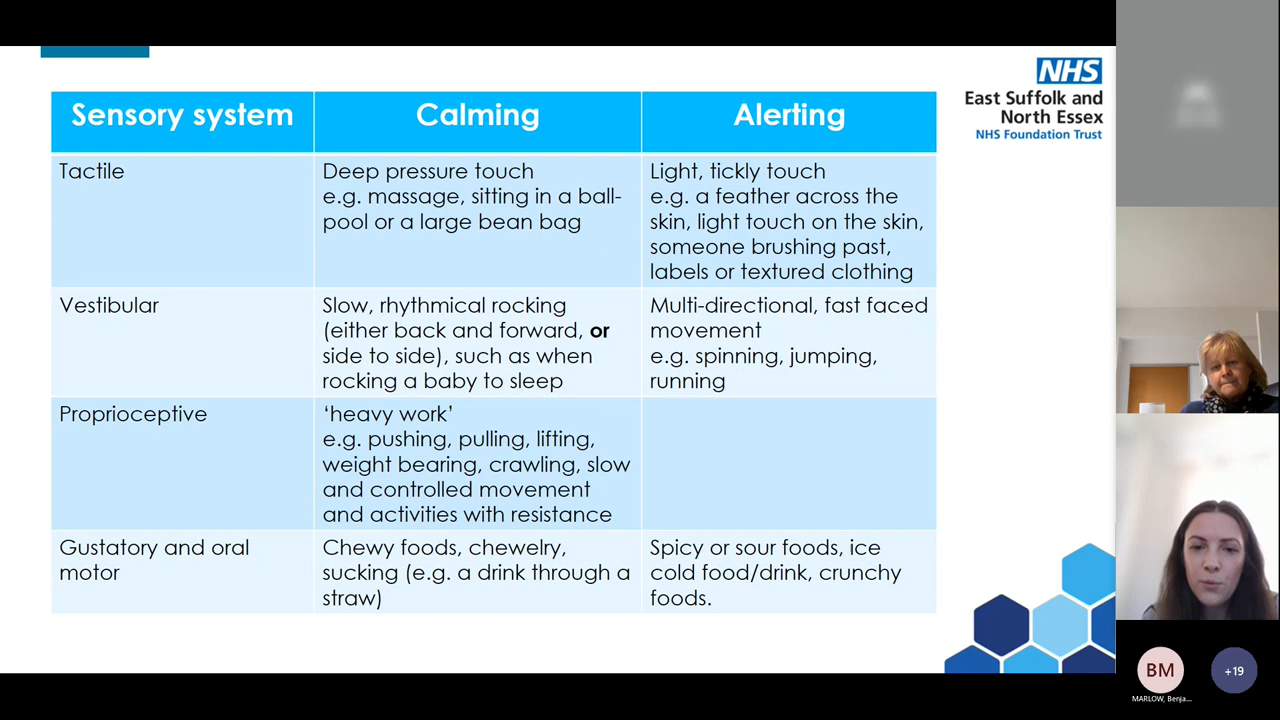 Sensory system
Calming
Alerting
Tactile
Deep pressure touch
e.g. massage, sitting in a ball-
pool or a large bean bag
Light, tickly touch
e.g. a feather across the
skin, light touch on the skin,
someone brushing past,
labels or textured clothing
Vestibular
Slow, rhythmical rocking
(either back and forward, or
side to side), such as when
rocking a baby to sleep
Multi-directional, fast faced
movement
e.g. spinning, jumping,
running
Proprioceptive
‘heavy work’
e.g. pushing, pulling, lifting,
weight bearing, crawling, slow
and controlled movement
and activities with resistance
Gustatory and oral
motor
Chewy foods, chewelry,
sucking (e.g. a drink through a
straw)
Spicy or sour foods, ice
cold food/drink, crunchy
foods.
NHS
East Suffolk and
North Essex
NHS Foundation Trust
BM
MARLOW, Benja...
+19